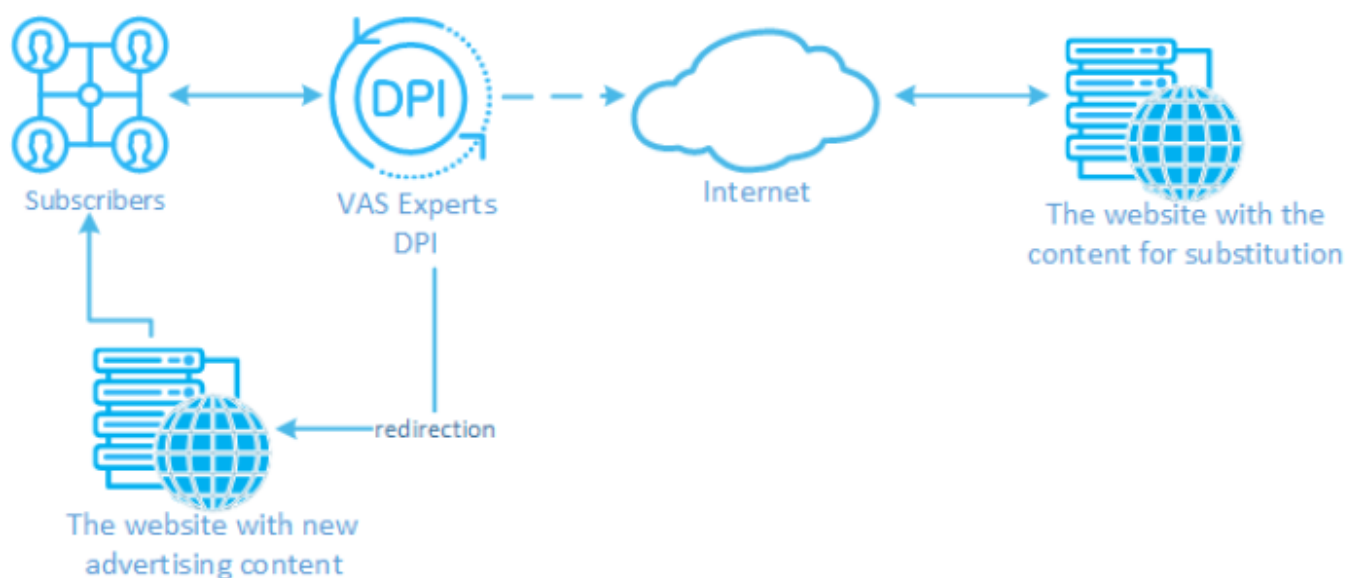 DPI
Subscribers
VAS Experts
DPI
Internet
The website with the
content for substitution
redirection
The website with new
advertising content